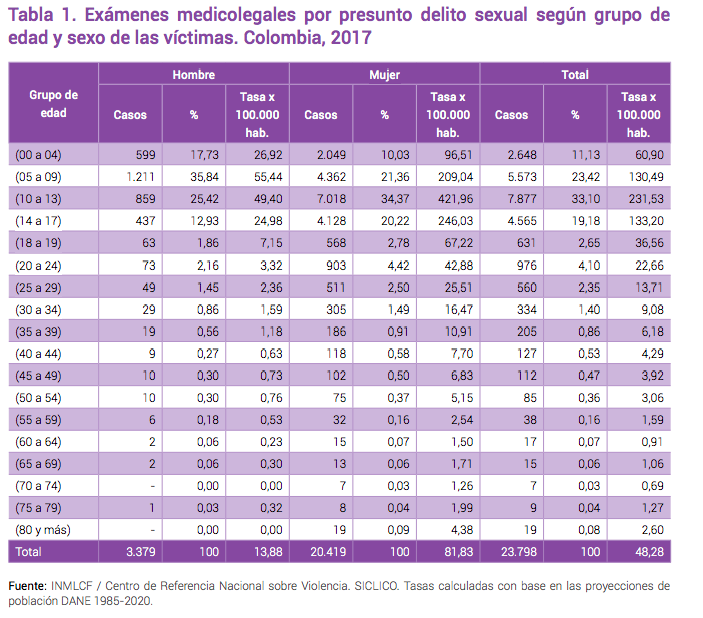 Tabla 1. Exámenes medicolegales por presunto delito sexual según grupo de
edad y sexo de las víctimas. Colombia, 2017
Grupo de edad Hombre Mujer Total
Casos % Tasa x 100.000 hab. Casos % Tasa x 100.000 hab. Casos % Tasa x 100.000 hab.
(00 a 04) 599 17,73 26,92 2.049 10,03 96,51 2.648 11,13 60,90
(05 a 09) 1.211 35,84 55,44 4.362 21,36 209,04 5.573 23,42 130,49
(10 a 13) 859 25,42 49,40 7.018 34,37 421,96 7.877 33,10 231,53
(14 a 17) 437 12,93 24,98 4.128 20,22 246,03 4.565 19,18 133,20
(18 a 19) 63 1,86 7,15 568 2,78 67,22 631 2,65 36,56
(20 a 24) 73 2,16 3,32 903 4,42 42,88 976 4,10 22,66
(25 a 29) 49 1,45 2,36 511 2,50 25,51 560 2,35 13,71
(30 a 34) 29 0,86 1,59 305 1,49 16,47 334 1,40 9,08
(35 a 39) 19 0,56 1,18 186 0,91 10,91 205 0,86 6,18
(40 a 44) 9 0,27 0,63 118 0,58 7,70 127 0,53 4,29
(45 a 49) 10 0,30 0,73 102 0,50 6,83 112 0,47 3,92
(50 a 54) 10 0,30 0,76 75 0,37 5,15 85 0,36 3,06
(55 a 59) 6 0,18 0,53 32 0,16 2,54 38 0,16 1,59
(60 a 64) 2 0,06 0,23 15 0,07 1,50 17 0,07 0,91
(65 a 69) 2 0,06 0,30 13 0,06 1,71 15 0,06 1,06
(70 a 74) - 0,00 0,00 7 0,03 1,26 7 0,03 0,69
(75 a 79) 1 0,03 0,32 8 0,04 1,99 9 0,04 1,27
(80 y más) - 0,00 0,00 19 0,09 4,38 19 0,08 2,60
Total 3.379 100 13,88 20.419 100 81,83 23.798 100 48,28
Fuente: INMLCF / Centro de Referencia Nacional sobre Violencia. SICLICO. Tasas calculadas con base en las proyecciones de
población DANE 1985-2020.